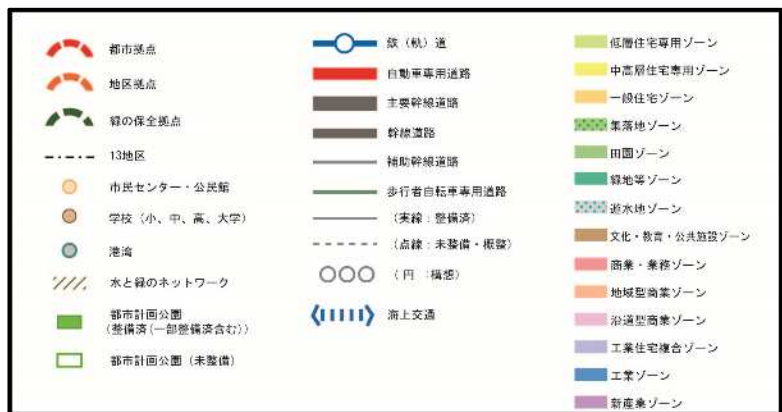 都市拠点
地区拠点
緑の保全拠点
13地区
市民センター・公民館
学校（小、中、高、大学）
港湾
水と緑のネットワーク
都市計画公園
（整備済（一部整備済含む））
都市計画公園（未整備）
鉄（軌）道
自動車専用道路
主要幹線道路
幹線道路
補助幹線道路
歩行者自転車専用道路
（実線：整備済）
（点線：未整備・概整）
（円　：構想）
海上交通
低層住宅専用ゾーン
中高層住宅専用ゾーン
一般住宅ゾーン
集落地ゾーン
田園ゾーン
緑地等ゾーン
遊水地ゾーン
文化・教育・公共施設ゾーン
商業・業務ゾーン
地域型商業ゾーン
沿道型商業ゾーン
工業住宅複合ゾーン
工業ゾーン
新産業ゾーン